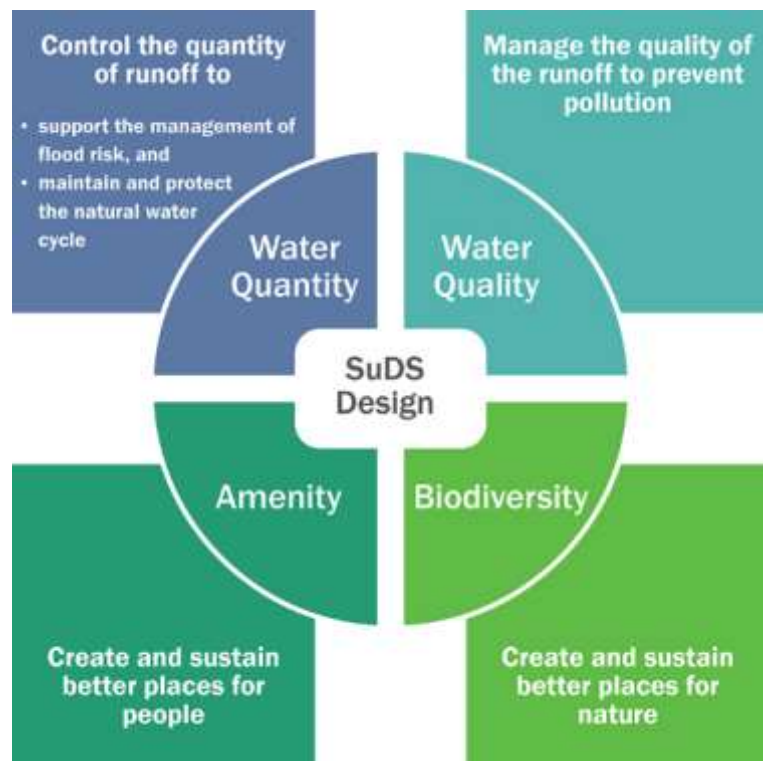 Control the quantity
of runoff to
• support the management of
flood risk, and
• maintain and protect
the natural water
cycle
Manage the quality of
the runoff to prevent
pollution
Water
Quantity
Water
Quality
SuDS
Design
Amenity
Biodiversity
Create and sustain
better places for
people
Create and sustain
better places for
nature